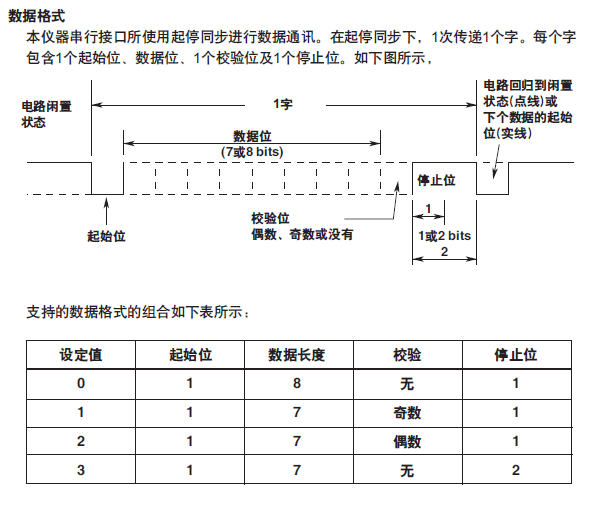 数据格式
本仪器串行接口所使用起停同步进行数据通讯。在起停同步下，1次传递1个字。每个字
包含1个起始位、数据位、1个校验位及1个停止位。如下图所示，
电路闲置
状态
1字
电路回归到闲置
状态(点线)或
下个数据的起始
位(实线)
数据位
(7或8 bits)
停止位
起始位
校验位
偶数、奇数或没有
1
1或2 bits
2
支持的数据格式的组合如下表所示：
设定值 起始位 数据长度 校验 停止位
0 1 8 无 1
1 1 7 奇数 1
2 1 7 偶数 1
3 1 7 无 2